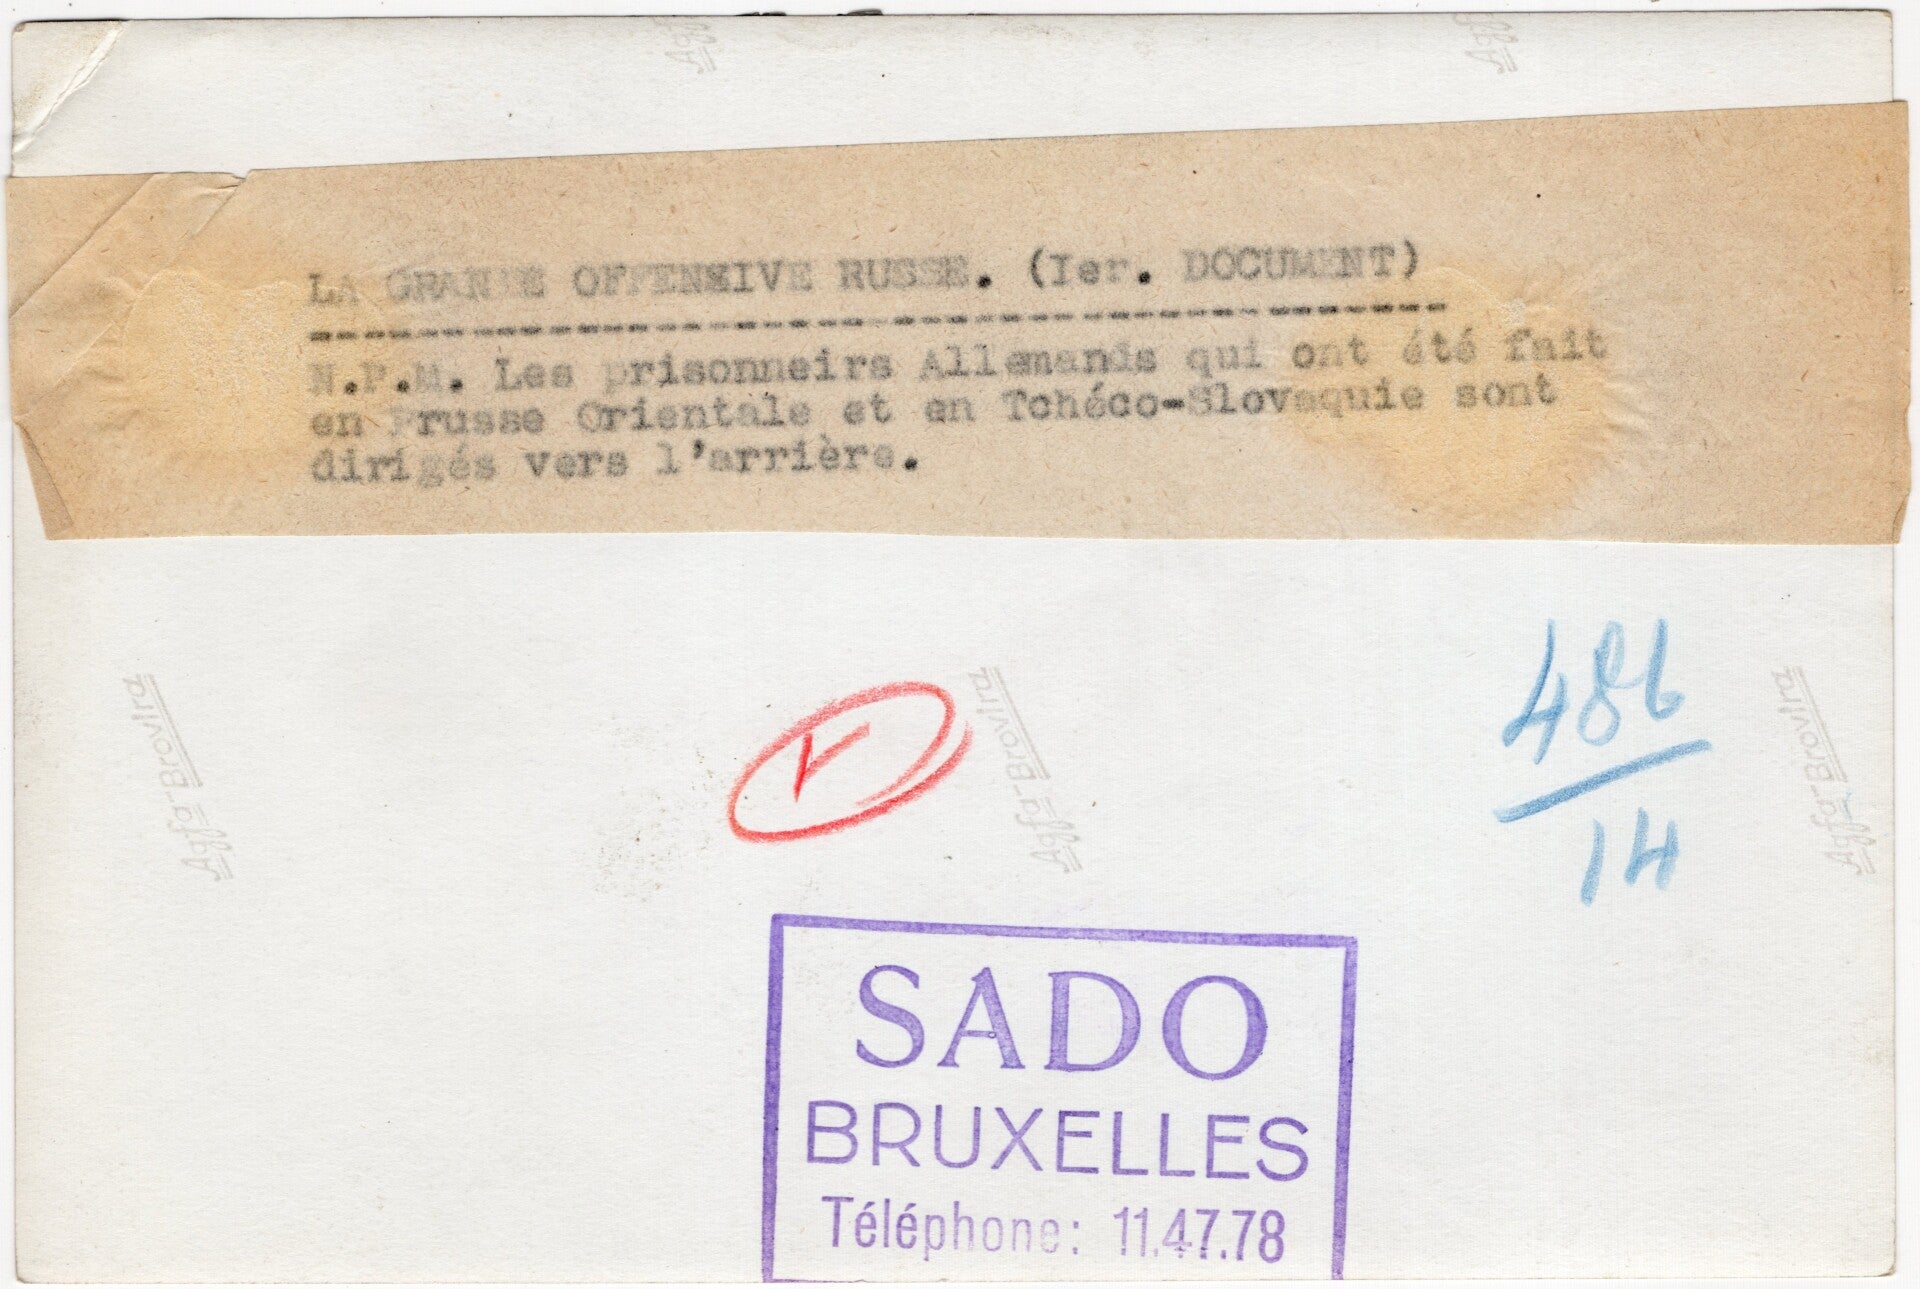 LA GRANDE OFFENSIVE RUSSE. (Ier. DOCUMENT)
N.P.M. Les prisonneirs Allemands qui ont été fait
en Prusse Orientale et en Tchéco-Slovaquie sont
dirigés vers l'arrière.
486
14
Agfa-Brovira
Agfa-Brovira
Agfa-Brovira
SADO
BRUXELLES
Téléphone: 11.47.78